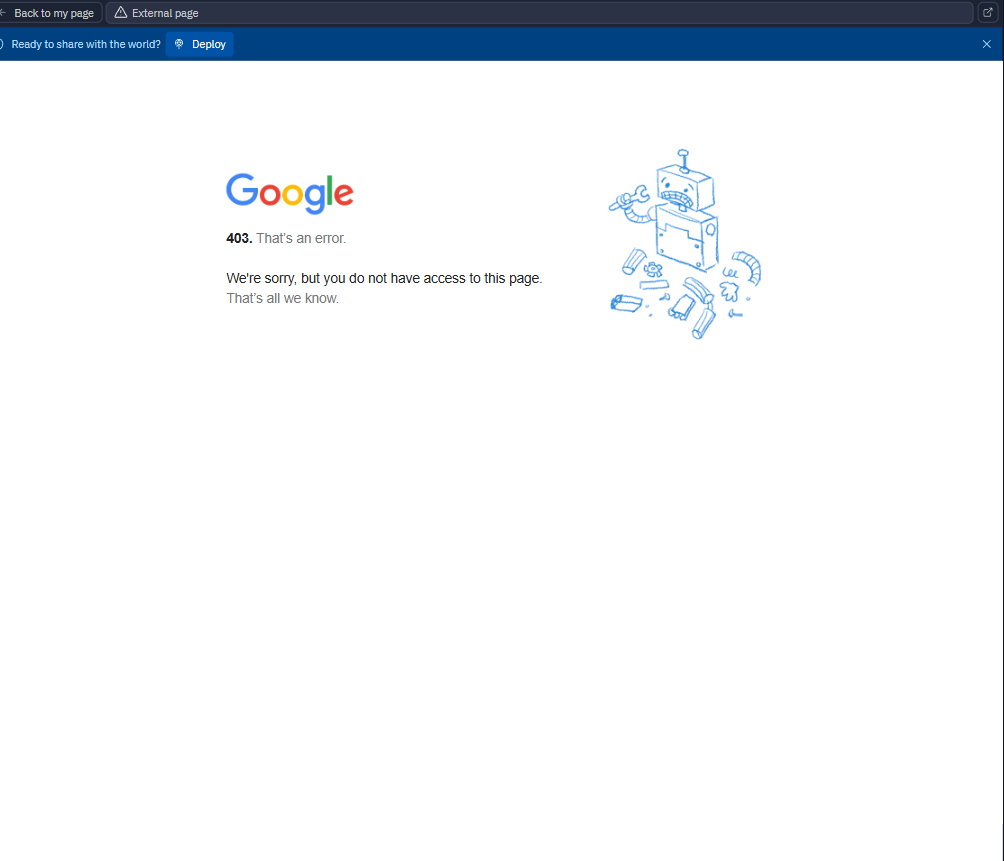 Back to my page
External page
Ready to share with the world?
Deploy
Google
403. That's an error.
We're sorry, but you do not have access to this page.
That's all we know.